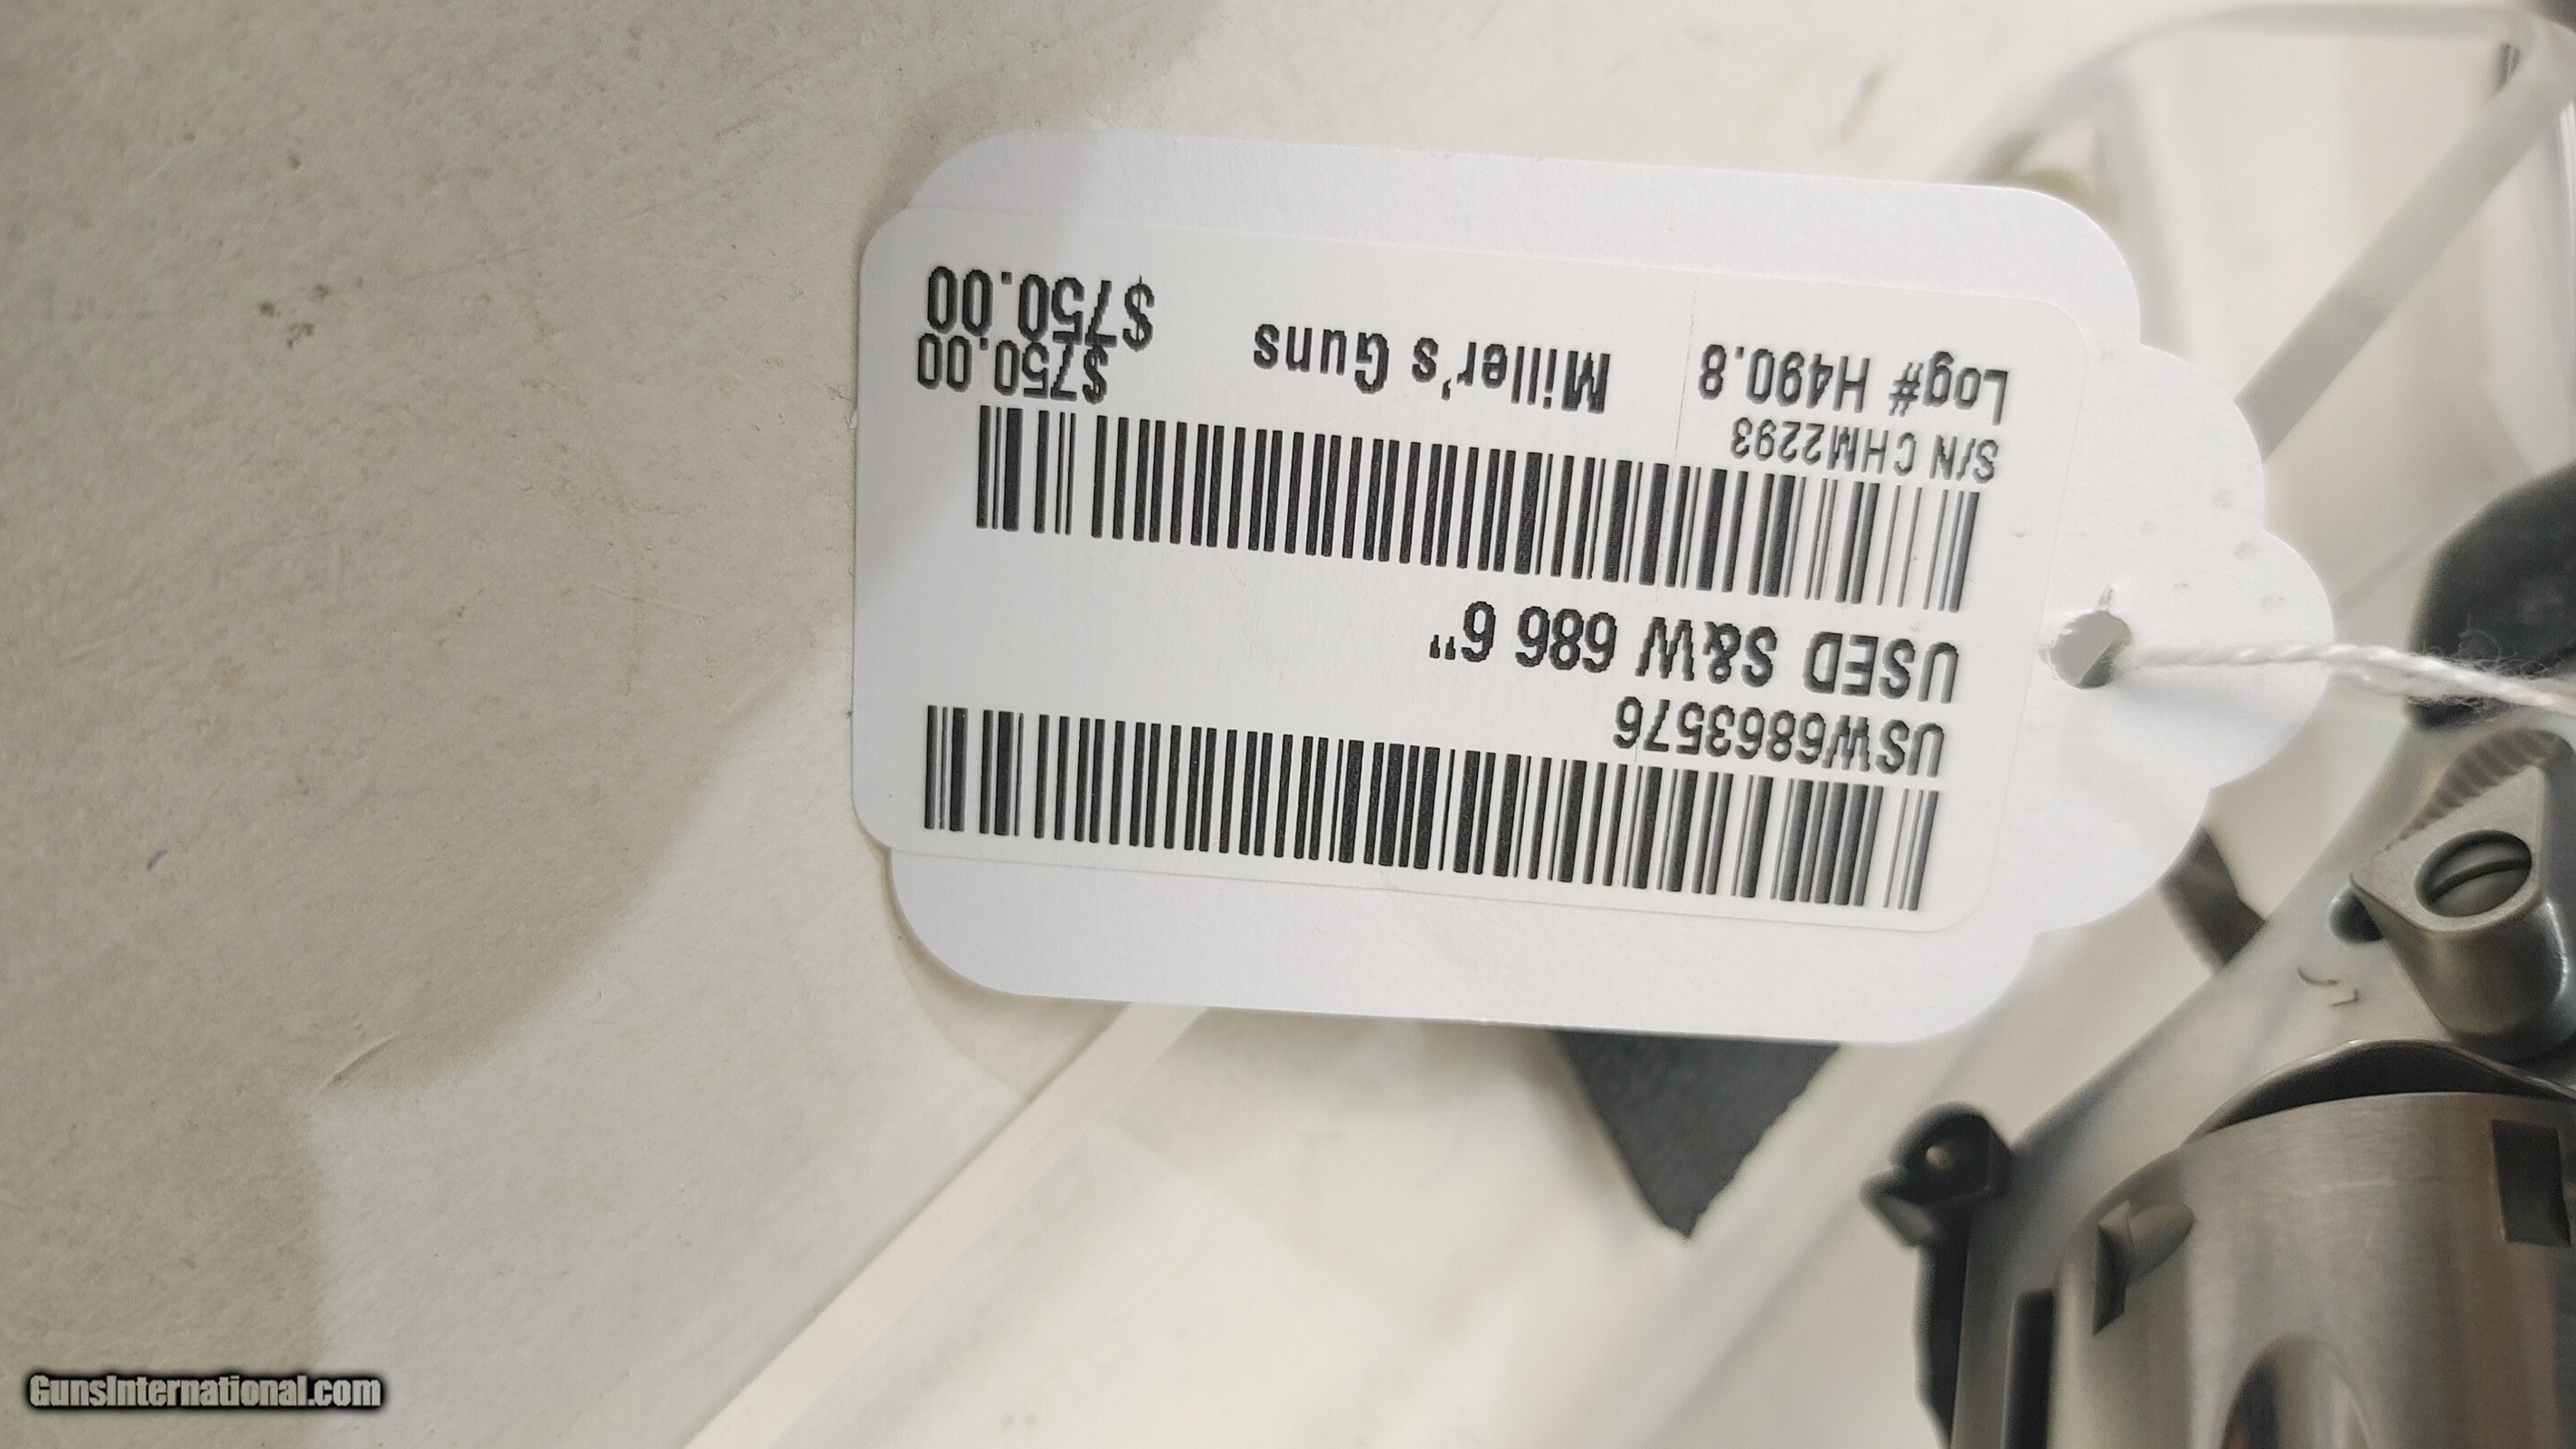 USW6863576
USED S&W 686 6"
S/N CHM2293
$750.00
Log# H490.8
Miller's Guns
$750.00
GunsInternational.com